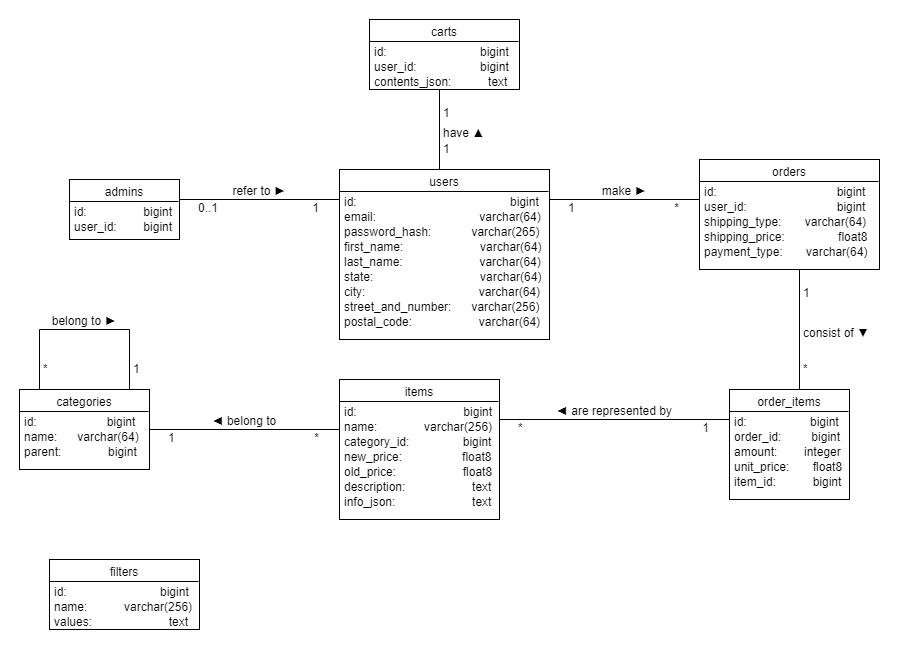 carts
id: bigint
user_id: bigint
contents_json: text
1
have ▲
1
admins
id: bigint
user_id: bigint
refer to ►
0..1 1
users
id: bigint
email: varchar(64)
password_hash: varchar(265)
first_name: varchar(64)
last_name: varchar(64)
state: varchar(64)
city: varchar(64)
street_and_number: varchar(256)
postal_code: varchar(64)
make ►
1 *
orders
id: bigint
user_id: bigint
shipping_type: varchar(64)
shipping_price: float8
payment_type: varchar(64)
1
consist of ▼
*
belong to ►
* 1
categories
id: bigint
name: varchar(64)
parent: bigint
◄ belong to
1 *
items
id: bigint
name: varchar(256)
category_id: bigint
new_price: float8
old_price: float8
description: text
info_json: text
◄ are represented by
* 1
order_items
id: bigint
order_id: bigint
amount: integer
unit_price: float8
item_id: bigint
filters
id: bigint
name: varchar(256)
values: text